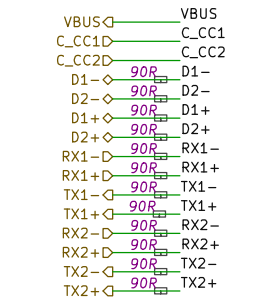 VBUS VBUS
C_CC1 C_CC1
C_CC2 C_CC2
D1- 90R D1-
D2- 90R D2-
D1+ 90R D1+
D2+ 90R D2+
RX1- 90R RX1-
RX1+ 90R RX1+
TX1- 90R TX1-
TX1+ 90R TX1+
RX2- 90R RX2-
RX2+ 90R RX2+
TX2- 90R TX2-
TX2+ 90R TX2+